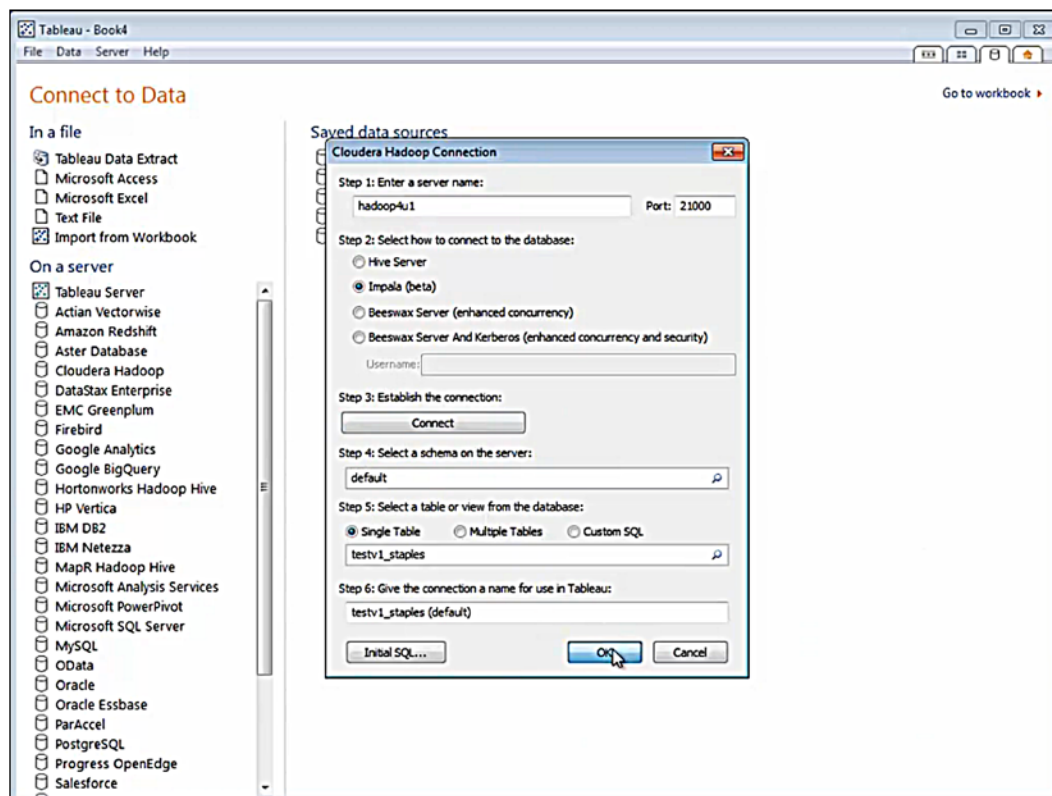 Tableau - Book4
File Data Server Help
Connect to Data
Go to workbook
In a file
Tableau Data Extract
Microsoft Access
Microsoft Excel
Text File
Import from Workbook
On a server
Tableau Server
Actian Vectorwise
Amazon Redshift
Aster Database
Cloudera Hadoop
DataStax Enterprise
EMC Greenplum
Firebird
Google Analytics
Google BigQuery
Hortonworks Hadoop Hive
HP Vertica
IBM DB2
IBM Netezza
MapR Hadoop Hive
Microsoft Analysis Services
Microsoft PowerPivot
Microsoft SQL Server
MySQL
OData
Oracle
Oracle Essbase
ParAccel
PostgreSQL
Progress OpenEdge
Salesforce
Saved data sources
Cloudera Hadoop Connection
Step 1: Enter a server name:
hadoop4u1 Port: 21000
Step 2: Select how to connect to the database:
Hive Server
Impala (beta)
Beeswax Server (enhanced concurrency)
Beeswax Server And Kerberos (enhanced concurrency and security)
Username:
Step 3: Establish the connection:
Connect
Step 4: Select a schema on the server:
default
Step 5: Select a table or view from the database:
Single Table Multiple Tables Custom SQL
testv1_staples
Step 6: Give the connection a name for use in Tableau:
testv1_staples (default)
Initial SQL... OK Cancel